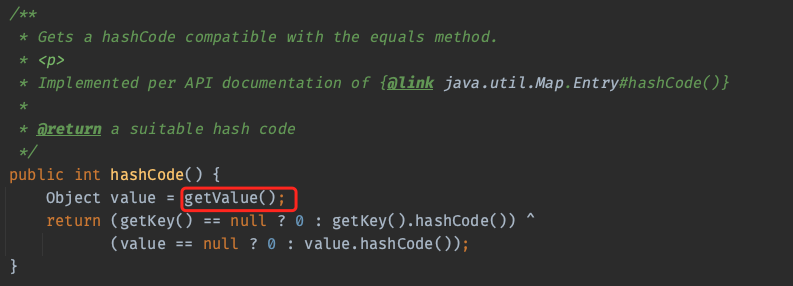 /**
 * Gets a hashCode compatible with the equals method.
 * <p>
 * Implemented per API documentation of {@link java.util.Map.Entry#hashCode()}
 *
 * @return a suitable hash code
 */
public int hashCode() {
    Object value = getValue();
    return (getKey() == null ? 0 : getKey().hashCode()) ^
           (value == null ? 0 : value.hashCode());
}